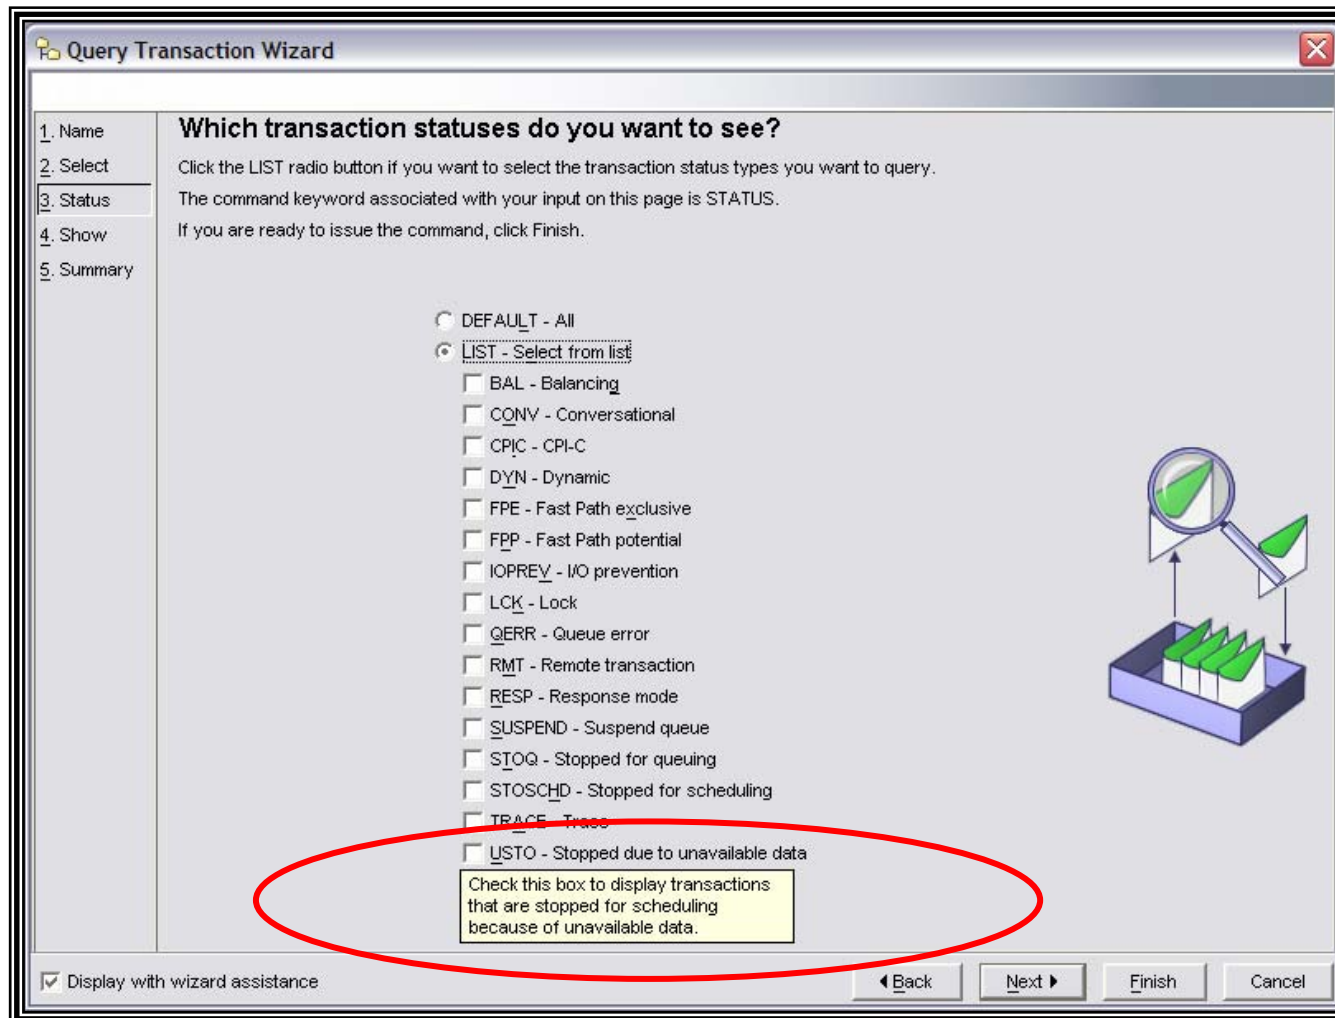 Query Transaction Wizard
1. Name
2. Select
3. Status
4. Show
5. Summary
Which transaction statuses do you want to see?
Click the LIST radio button if you want to select the transaction status types you want to query.
The command keyword associated with your input on this page is STATUS.
If you are ready to issue the command, click Finish.
DEFAULT - All
LIST - Select from list
BAL - Balancing
CONV - Conversational
CPIC - CPI-C
DYN - Dynamic
FPE - Fast Path exclusive
FPP - Fast Path potential
IOPREV - I/O prevention
LCK - Lock
QERR - Queue error
RMT - Remote transaction
RESP - Response mode
SUSPEND - Suspend queue
STOQ - Stopped for queuing
STOSCHD - Stopped for scheduling
TRACE - Trace
USTO - Stopped due to unavailable data
Check this box to display transactions
that are stopped for scheduling
because of unavailable data.
Display with wizard assistance
Back
Next
Finish
Cancel